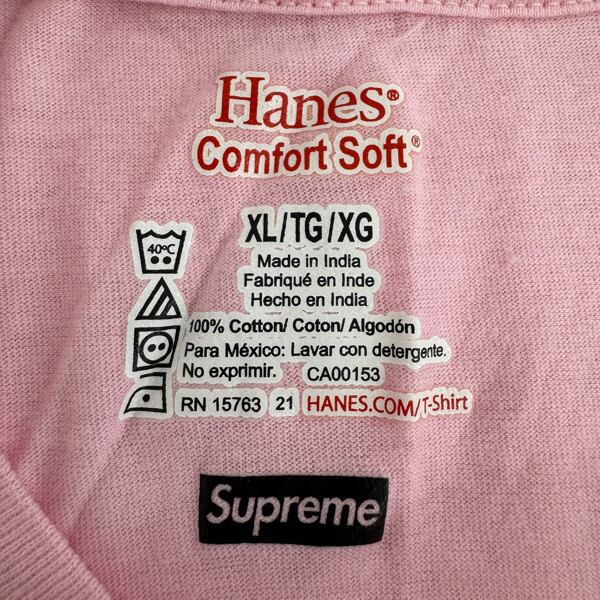 Hanes®
Comfort Soft®
XL/TG/XG
40ºC
Made in India
Fabriqué en Inde
Hecho en India
100% Cotton/ Coton/ Algodón
Para México: Lavar con detergente.
No exprimir. CA00153
RN 15763 21 HANES.COM/T-Shirt
Supreme